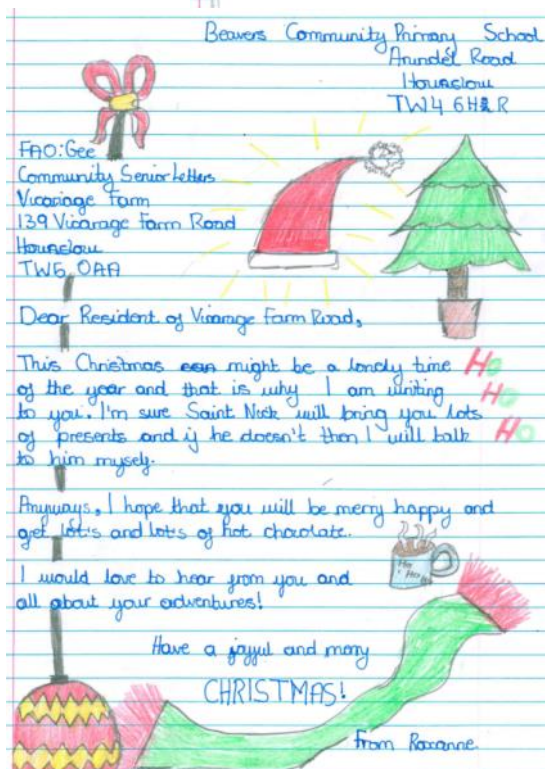 Beavers Community Primary School
Arundel Road
Hounslow
TW4 6HR
FAO: Gee
Community Senior Letters
Vicarage Farm
139 Vicarage Farm Road
Hounslow
TW5 0AA
Dear Resident of Vicarage Farm Road,
This Christmas might be a lonely time HO
of the year and that is why I am writing HO
to you. I'm sure Saint Nick will bring you lots
of presents and if he doesn't then I will talk HO
to him myself.
Anyways, I hope that you will be merry happy and
get lot's and lots of hot chocolate.
Ho
Ho Ho
I would love to hear from you and
all about your adventures!
Have a joyful and merry
CHRISTMAS!
From Roxanne.